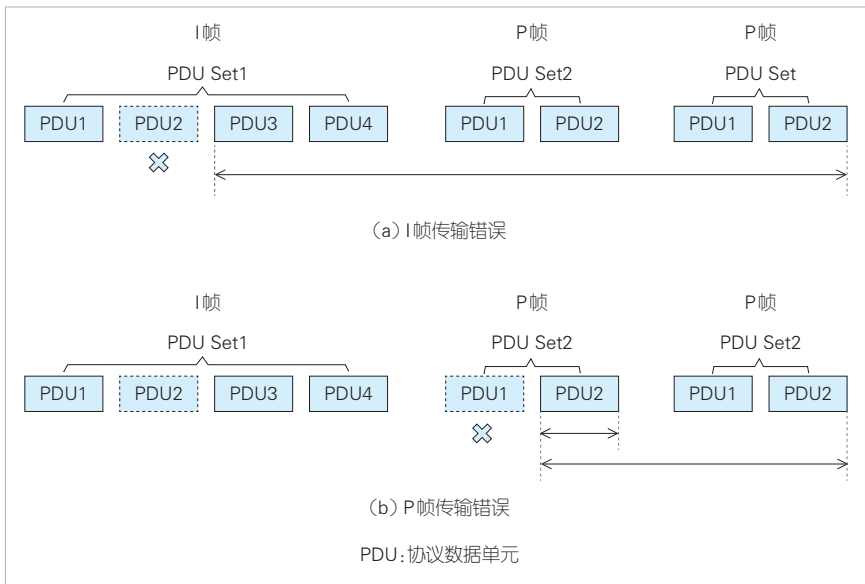 I帧 P帧 P帧
PDU Set1 PDU Set2 PDU Set
PDU1 PDU2 PDU3 PDU4 PDU1 PDU2 PDU1 PDU2
（a）I帧传输错误
I帧 P帧 P帧
PDU Set1 PDU Set2 PDU Set2
PDU1 PDU2 PDU3 PDU4 PDU1 PDU2 PDU1 PDU2
（b）P帧传输错误
PDU：协议数据单元